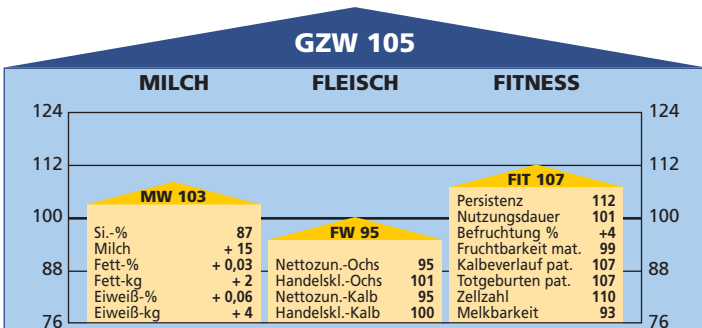 GZW 105
MILCH FLEISCH FITNESS
124 124
112 112
100 100
88 88
76 76
MW 103
Si.-% 87
Milch + 15
Fett-% + 0,03
Fett-kg + 2
Eiweiß-% + 0,06
Eiweiß-kg + 4
FW 95
Nettozun.-Ochs 95
Handelskl.-Ochs 101
Nettozun.-Kalb 95
Handelskl.-Kalb 100
FIT 107
Persistenz 112
Nutzungsdauer 101
Befruchtung % +4
Fruchtbarkeit mat. 99
Kalbeverlauf pat. 107
Totgeburten pat. 107
Zellzahl 110
Melkbarkeit 93